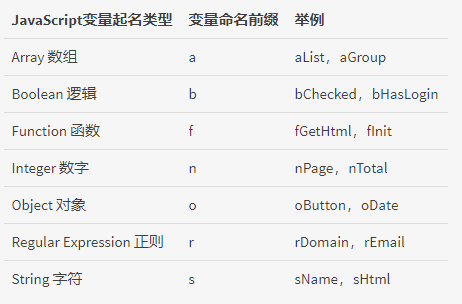 JavaScript变量起名类型 变量命名前缀 举例
Array 数组 a aList，aGroup
Boolean 逻辑 b bChecked，bHasLogin
Function 函数 f fGetHtml，fInit
Integer 数字 n nPage，nTotal
Object 对象 o oButton，oDate
Regular Expression 正则 r rDomain，rEmail
String 字符 s sName，sHtml